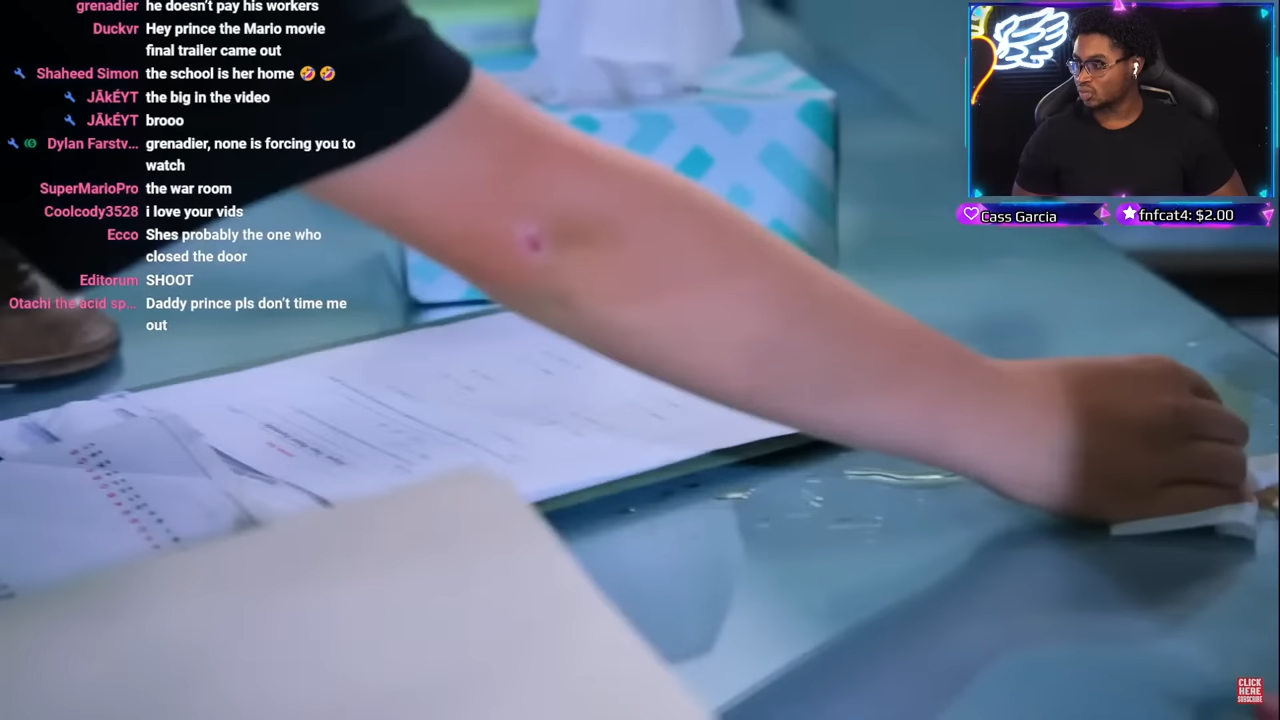 grenadier he doesn't pay his workers
Duckvr Hey prince the Mario movie
final trailer came out
Shaheed Simon the school is her home 🤣 🤣
JÃkÉYT the big in the video
JÃkÉYT brooo
Dylan Farstv... grenadier, none is forcing you to
watch
SuperMarioPro the war room
Coolcody3528 i love your vids
Ecco Shes probably the one who
closed the door
Editorum SHOOT
Otachi the acid sp... Daddy prince pls don't time me
out
Cass Garcia
fnfcat4: $2.00
CLICK
HERE
SUBSCRIBE